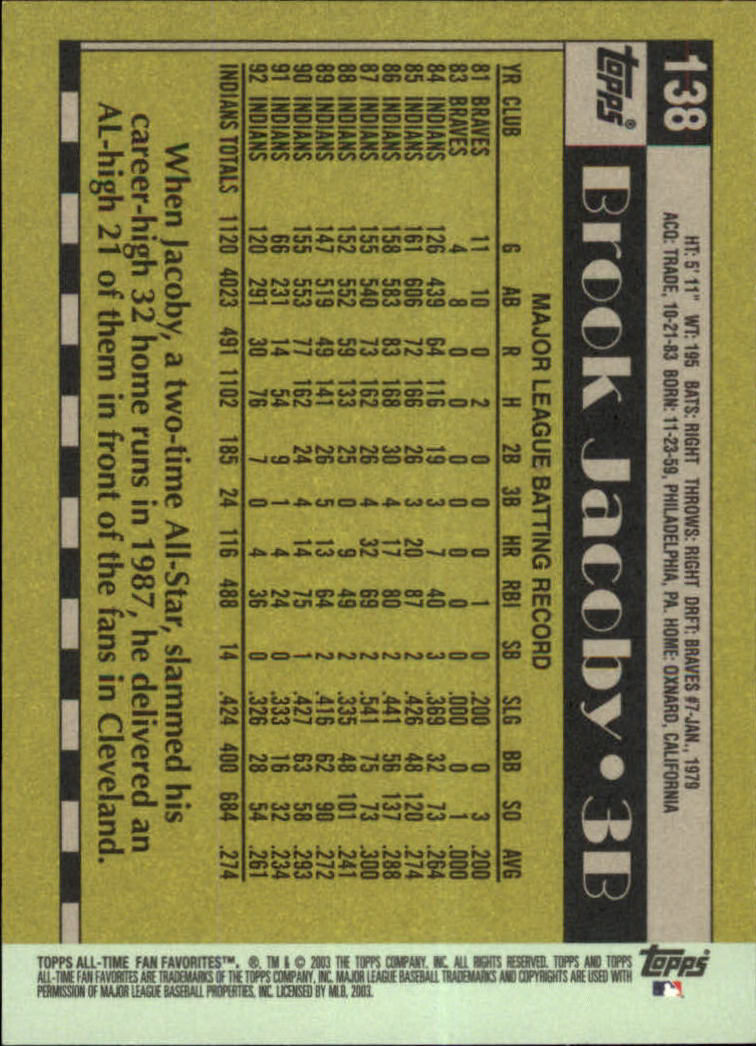 138
HT: 5' 11" WT: 195 BATS: RIGHT THROWS: RIGHT DRFT: BRAVES #7-JAN., 1979
ACQ: TRADE, 10-21-83 BORN: 11-23-59, PHILADELPHIA, PA. HOME: OXNARD, CALIFORNIA
topps®
Brook Jacoby • 3B
MAJOR LEAGUE BATTING RECORD
YR CLUB G AB R H 2B 3B HR RBI SB SLG BB SO AVG
81 BRAVES 11 10 0 2 0 0 0 1 0 .200 0 3 .200
83 BRAVES 4 8 0 0 0 0 0 0 0 .000 0 1 .000
84 INDIANS 126 439 64 116 19 3 7 40 3 .369 32 73 .264
85 INDIANS 161 606 72 166 26 3 20 87 2 .426 48 120 .274
86 INDIANS 158 583 83 168 30 4 17 80 2 .441 56 137 .288
87 INDIANS 155 540 73 162 26 4 32 69 2 .541 75 73 .300
88 INDIANS 152 552 59 133 25 0 9 49 2 .335 48 101 .241
89 INDIANS 147 519 49 141 26 5 13 64 2 .416 62 90 .272
90 INDIANS 155 553 77 162 24 4 14 75 1 .427 63 58 .293
91 INDIANS 66 231 14 54 9 1 4 24 0 .333 16 32 .234
92 INDIANS 120 291 30 76 7 0 4 36 0 .326 28 54 .261
INDIANS TOTALS 1120 4023 491 1102 185 24 116 488 14 .424 400 684 .274
When Jacoby, a two-time All-Star, slammed his
career-high 32 home runs in 1987, he delivered an
AL-high 21 of them in front of the fans in Cleveland.
TOPPS ALL-TIME FAN FAVORITES™. ®, TM & © 2003 THE TOPPS COMPANY, INC. ALL RIGHTS RESERVED. TOPPS AND TOPPS
ALL-TIME FAN FAVORITES ARE TRADEMARKS OF THE TOPPS COMPANY, INC. MAJOR LEAGUE BASEBALL TRADEMARKS AND COPYRIGHTS ARE USED WITH
PERMISSION OF MAJOR LEAGUE BASEBALL PROPERTIES, INC. LICENSED BY MLB, 2003.
topps®